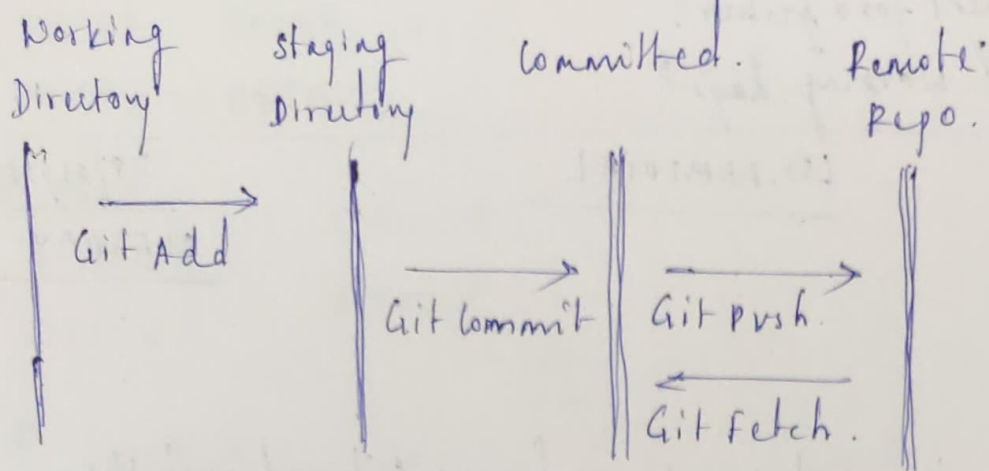 Working
Directory
Staging
Directory
Committed.
Remote
Repo.
Git Add
Git Commit
Git Push.
Git Fetch.